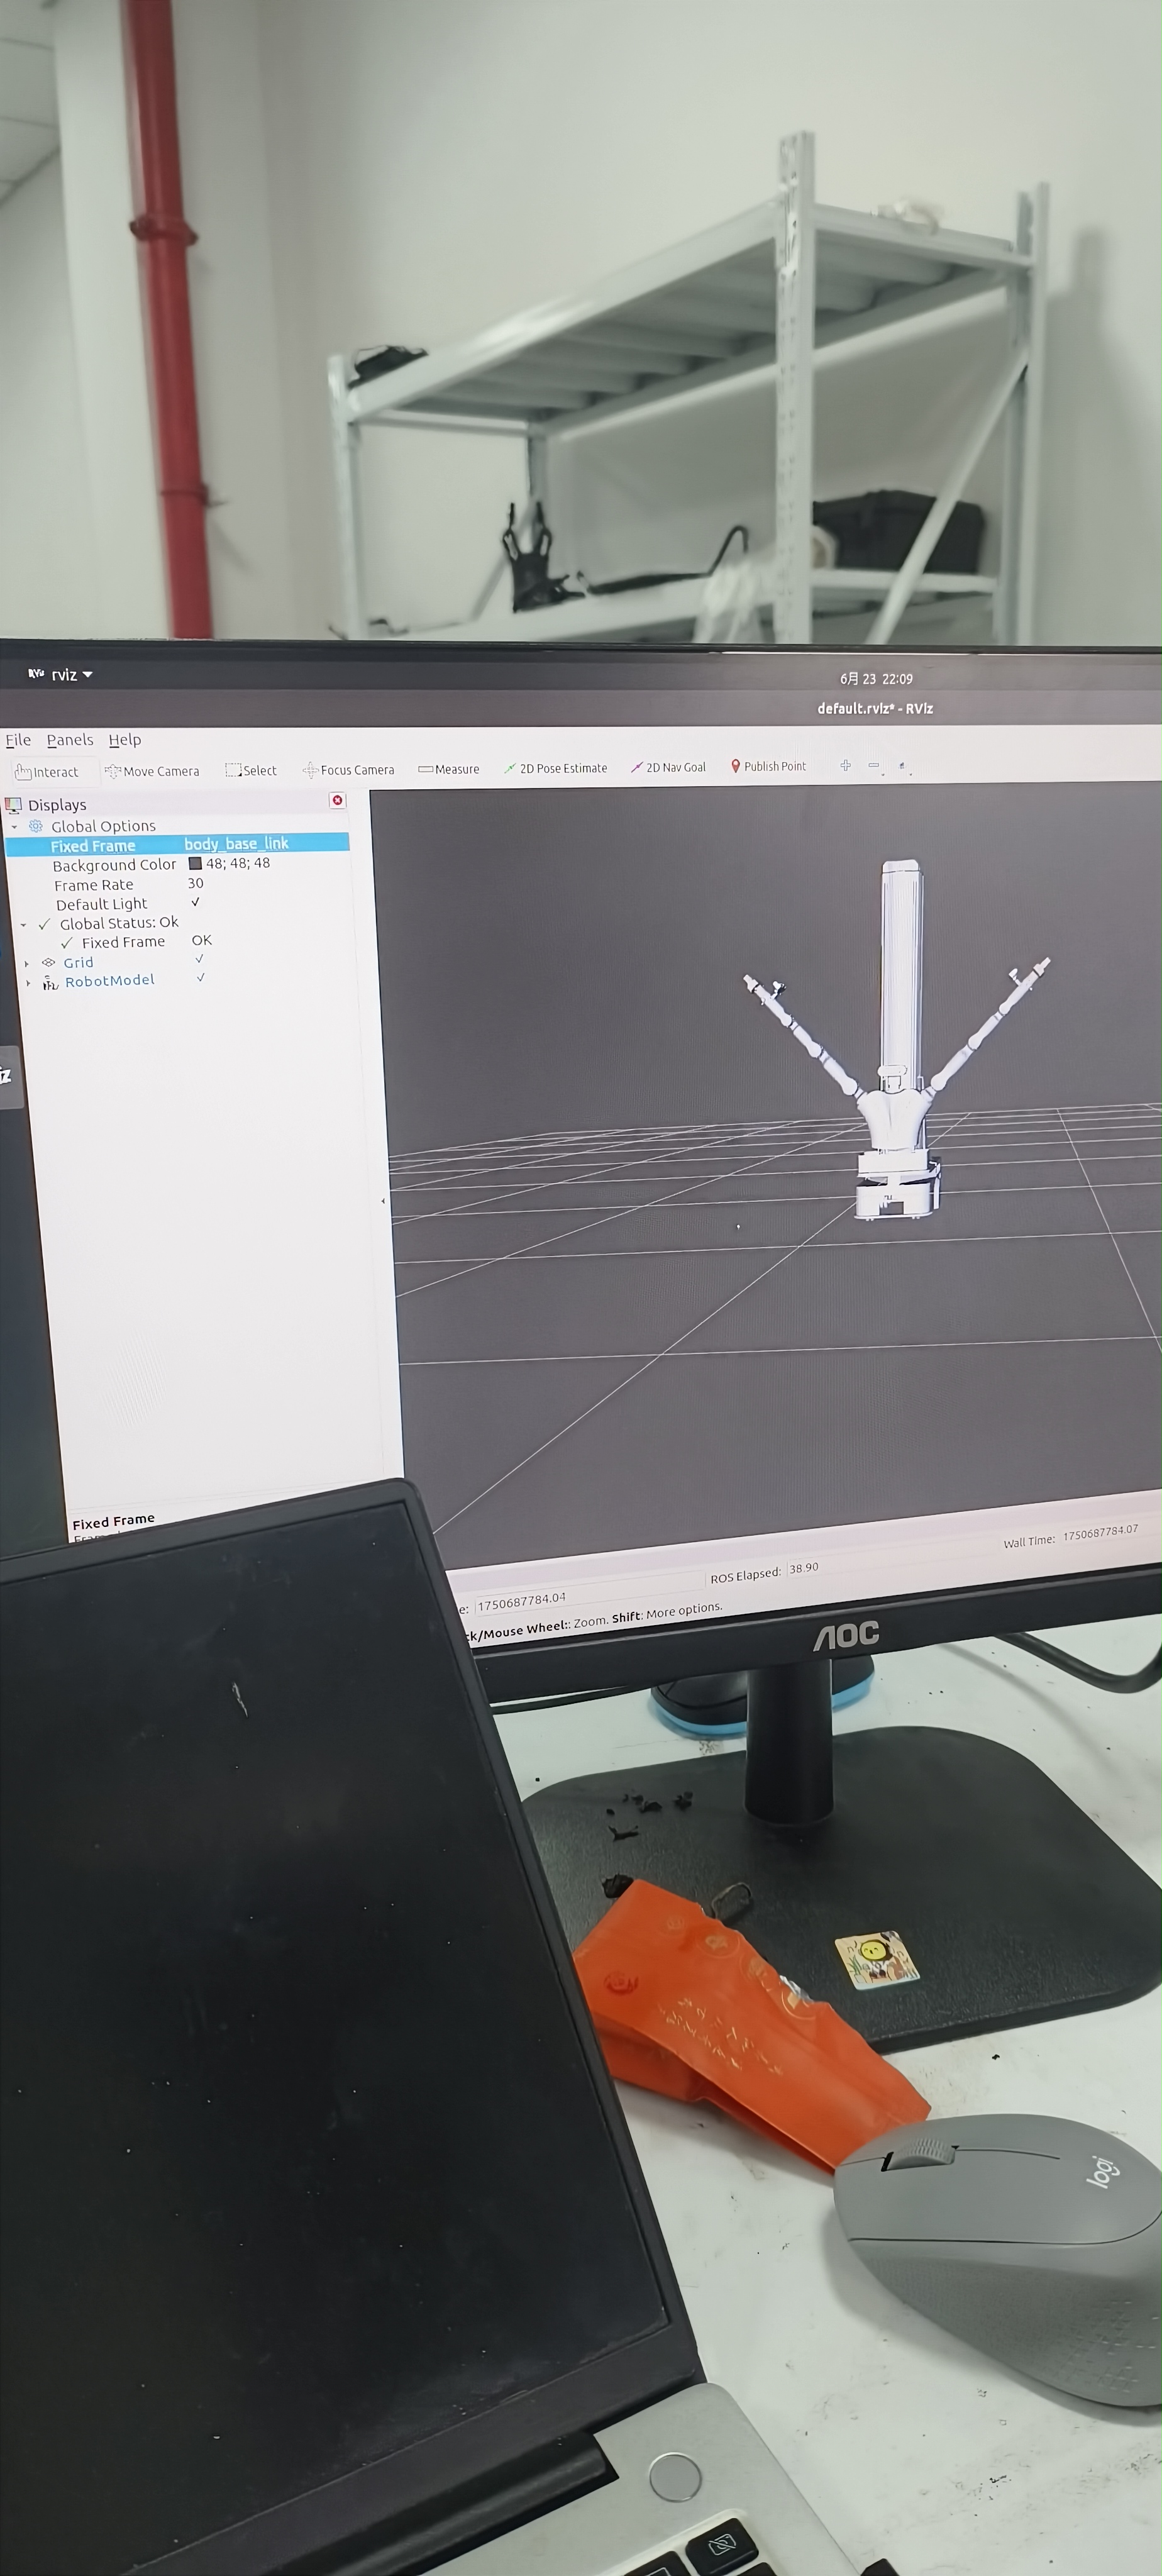 RViz rviz
6月 23 22:09
default.rviz* - RViz
File Panels Help
Interact Move Camera Select Focus Camera Measure 2D Pose Estimate 2D Nav Goal Publish Point
Displays
Global Options
Fixed Frame body_base_link
Background Color 48; 48; 48
Frame Rate 30
Default Light
Global Status: Ok
Fixed Frame OK
Grid
RobotModel
iz
Fixed Frame
e: 1750687784.04 ROS Elapsed: 38.90 Wall Time: 1750687784.07
ck/Mouse Wheel:: Zoom. Shift: More options.
AOC
logi